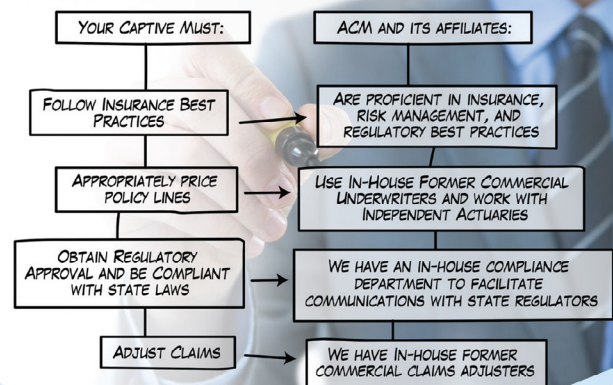 YOUR CAPTIVE MUST:
ACM AND ITS AFFILIATES:
FOLLOW INSURANCE BEST
PRACTICES
ARE PROFICIENT IN INSURANCE,
RISK MANAGEMENT, AND
REGULATORY BEST PRACTICES
APPROPRIATELY PRICE
POLICY LINES
USE IN-HOUSE FORMER COMMERCIAL
UNDERWRITERS AND WORK WITH
INDEPENDENT ACTUARIES
OBTAIN REGULATORY
APPROVAL AND BE COMPLIANT
WITH STATE LAWS
WE HAVE AN IN-HOUSE COMPLIANCE
DEPARTMENT TO FACILITATE
COMMUNICATIONS WITH STATE REGULATORS
ADJUST CLAIMS
WE HAVE IN-HOUSE FORMER
COMMERCIAL CLAIMS ADJUSTERS